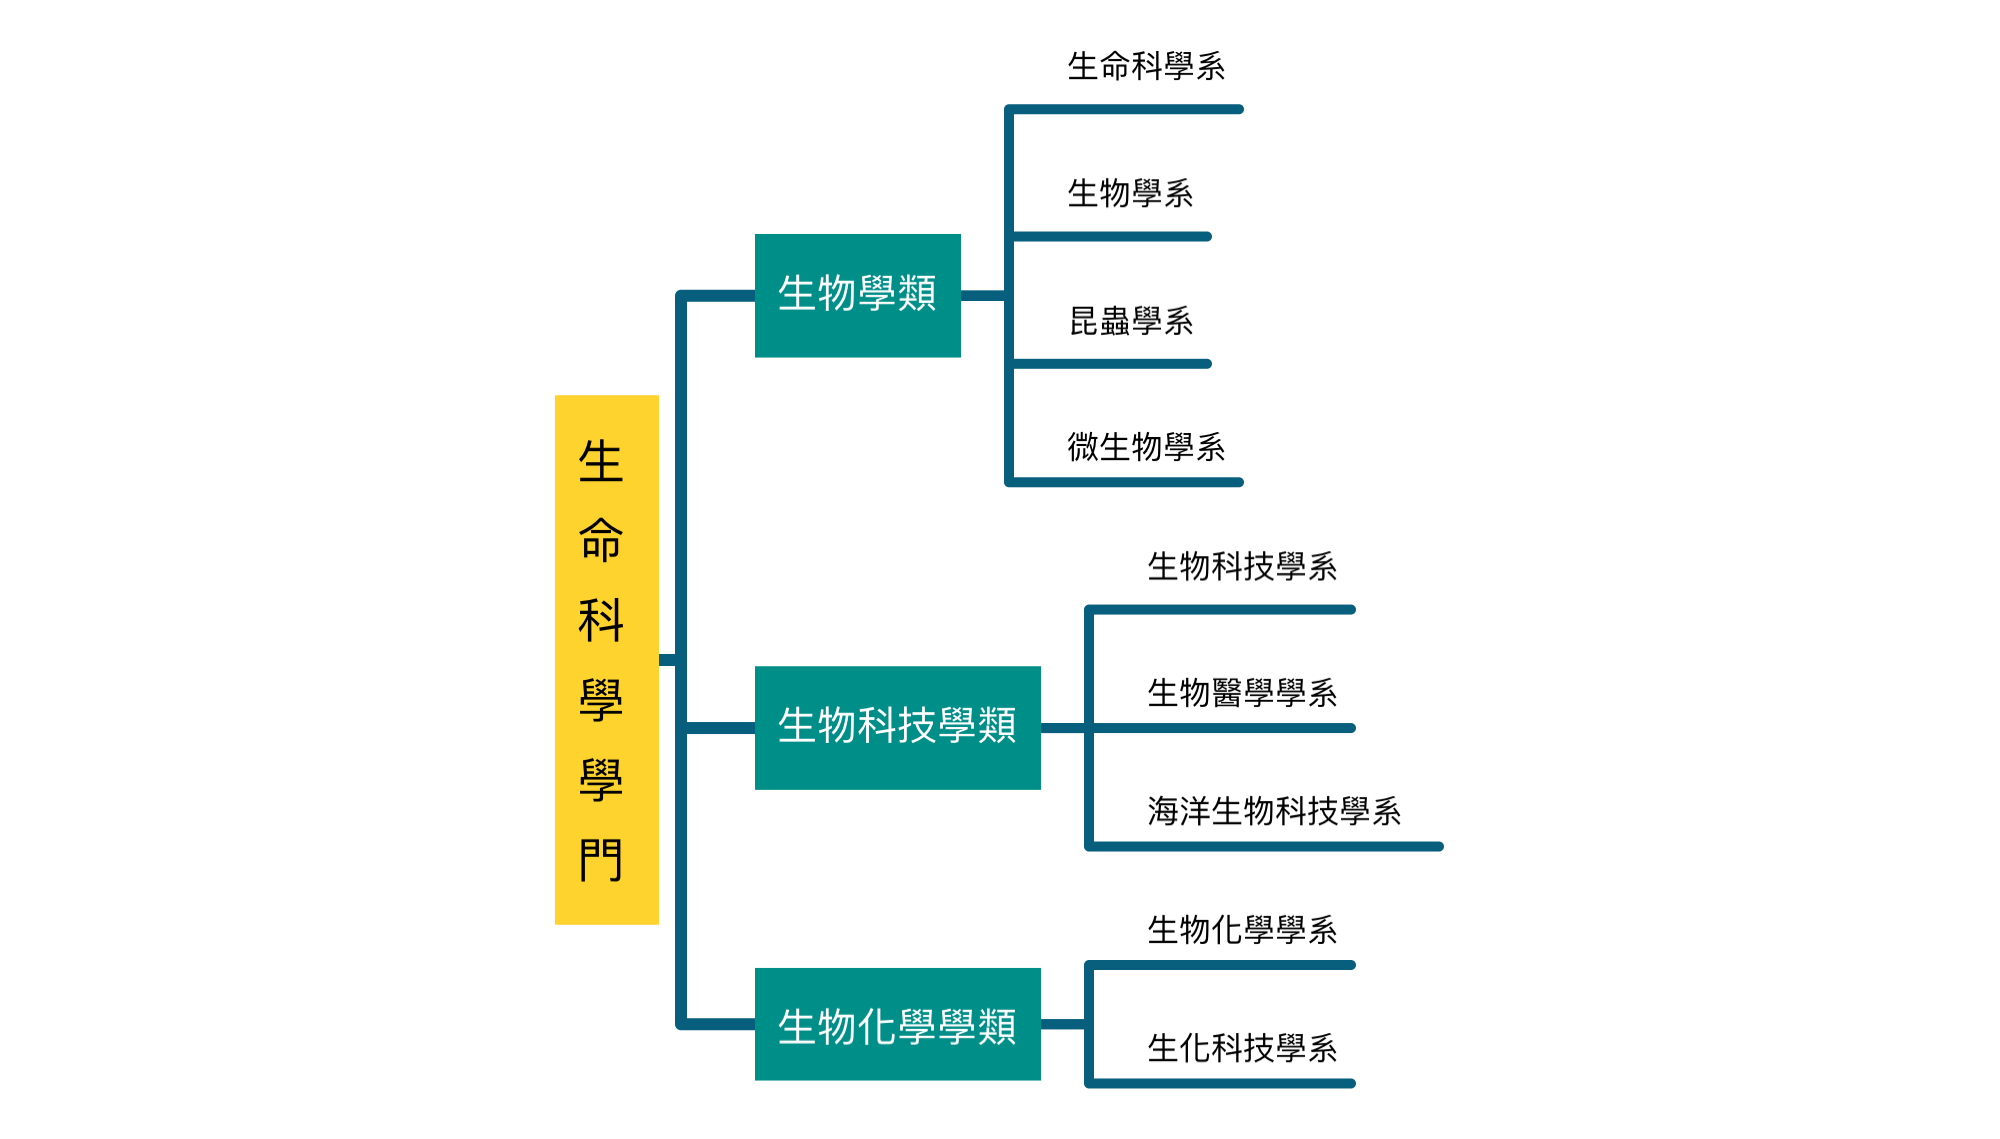 生命科學學門
生物學類
生命科學系
生物學系
昆蟲學系
微生物學系
生物科技學類
生物科技學系
生物醫學學系
海洋生物科技學系
生物化學學類
生物化學學系
生化科技學系